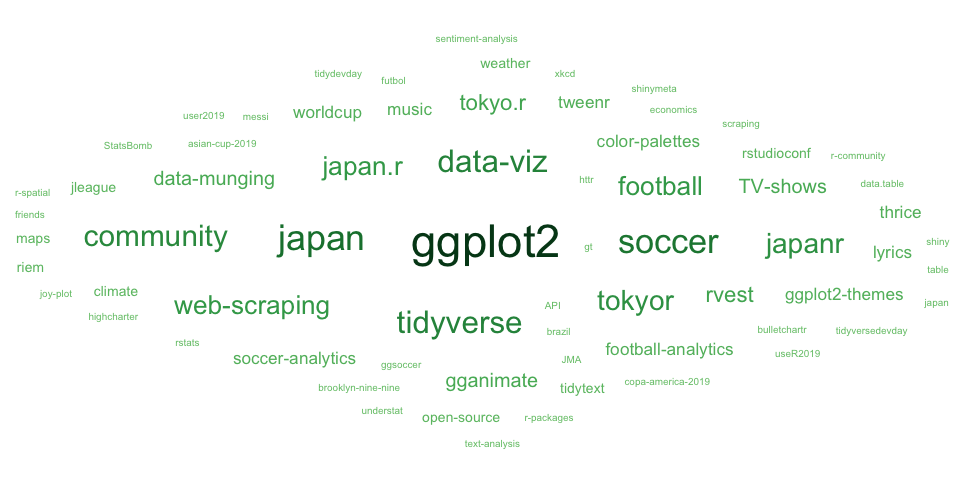 sentiment-analysis
weather
tidydevday
xkcd
futbol
shinymeta
worldcup
music
tokyo.r
tweenr
economics
user2019
messi
scraping
StatsBomb
asian-cup-2019
color-palettes
rstudioconf
r-community
japan.r
data-viz
data-munging
httr
football
TV-shows
data.table
r-spatial
jleague
friends
thrice
maps
community
japan
ggplot2
gt
soccer
japanr
lyrics
shiny
riem
table
joy-plot
climate
web-scraping
API
tokyor
rvest
ggplot2-themes
japan
highcharter
tidyverse
brazil
bulletchartr
tidyversedevday
rstats
soccer-analytics
ggsoccer
JMA
football-analytics
useR2019
brooklyn-nine-nine
gganimate
tidytext
copa-america-2019
understat
open-source
r-packages
text-analysis